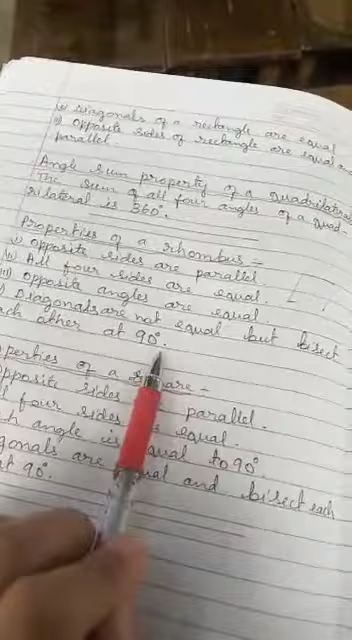 i) Diagonals of a rectangle are equal
ii) Opposite sides of rectangle are equal and
parallel.
Angle sum property of a quadrilateral
The sum of all four angles of a quad-
rilateral is 360°.
Properties of a rhombus =
i) Opposite sides are parallel.
ii) All four sides are equal.
iii) Opposite angles are equal.
Diagonals are not equal but bisect
each other at 90°.
perties of a are =
opposite sides parallel.
four sides equal
angle is equal to 90°
gonals are equal and bisect each
at 90°.